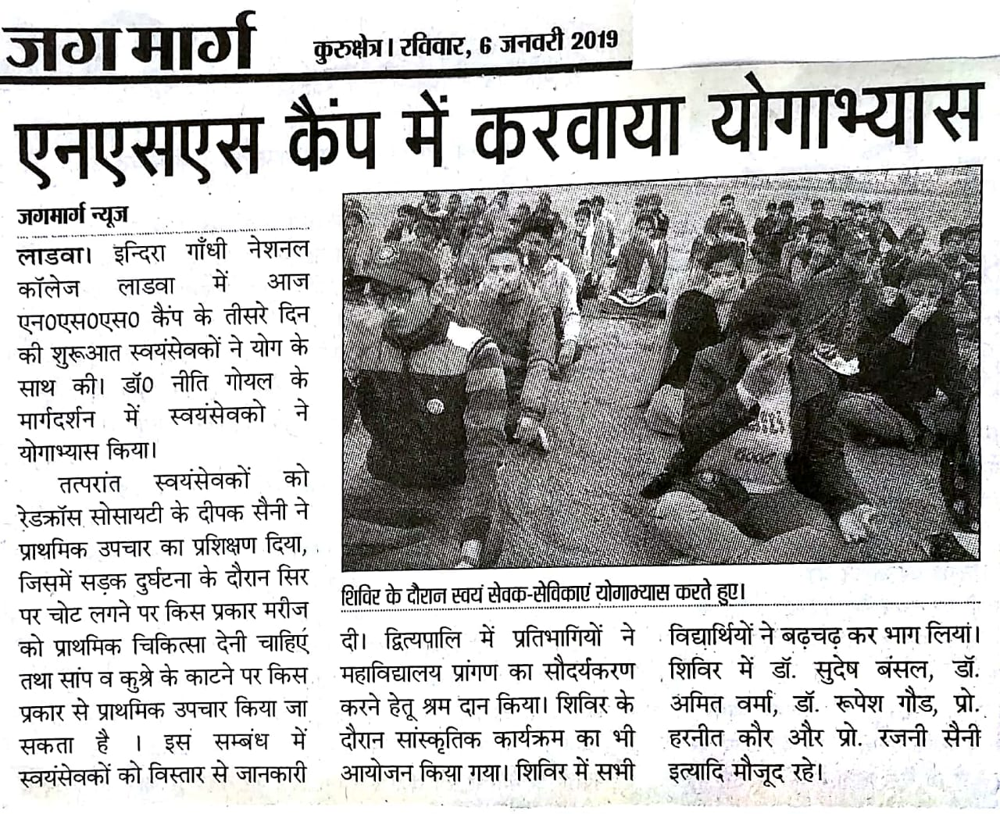 जग मार्ग
कुरुक्षेत्र। रविवार, 6 जनवरी 2019
एनएसएस कैंप में करवाया योगाभ्यास
जगमार्ग न्यूज
लाडवा। इन्दिरा गाँधी नेशनल
कॉलेज लाडवा में आज
एन0एस0एस0 कैंप के तीसरे दिन
की शुरूआत स्वयंसेवकों ने योग के
साथ की। डॉ0 नीति गोयल के
मार्गदर्शन में स्वयंसेवको ने
योगाभ्यास किया।
तत्परांत स्वयंसेवकों को
रेडक्रॉस सोसायटी के दीपक सैनी ने
प्राथमिक उपचार का प्रशिक्षण दिया,
जिसमें सड़क दुर्घटना के दौरान सिर
पर चोट लगने पर किस प्रकार मरीज
को प्राथमिक चिकित्सा देनी चाहिएं
तथा सांप व कुश्रे के काटने पर किस
प्रकार से प्राथमिक उपचार किया जा
सकता है । इस सम्बंध में
स्वयंसेवकों को विस्तार से जानकारी
शिविर के दौरान स्वयं सेवक-सेविकाएं योगाभ्यास करते हुए।
दी। द्वित्यपालि में प्रतिभागियों ने
महाविद्यालय प्रांगण का सौदर्यकरण
करने हेतू श्रम दान किया। शिविर के
दौरान सांस्कृतिक कार्यक्रम का भी
आयोजन किया गया। शिविर में सभी
विद्यार्थियों ने बढ़चढ़ कर भाग लिया।
शिविर में डॉ. सुदेष बंसल, डॉ.
अमित वर्मा, डॉ. रूपेश गौड, प्रो.
हरनीत कौर और प्रो. रजनी सैनी
इत्यादि मौजूद रहे।